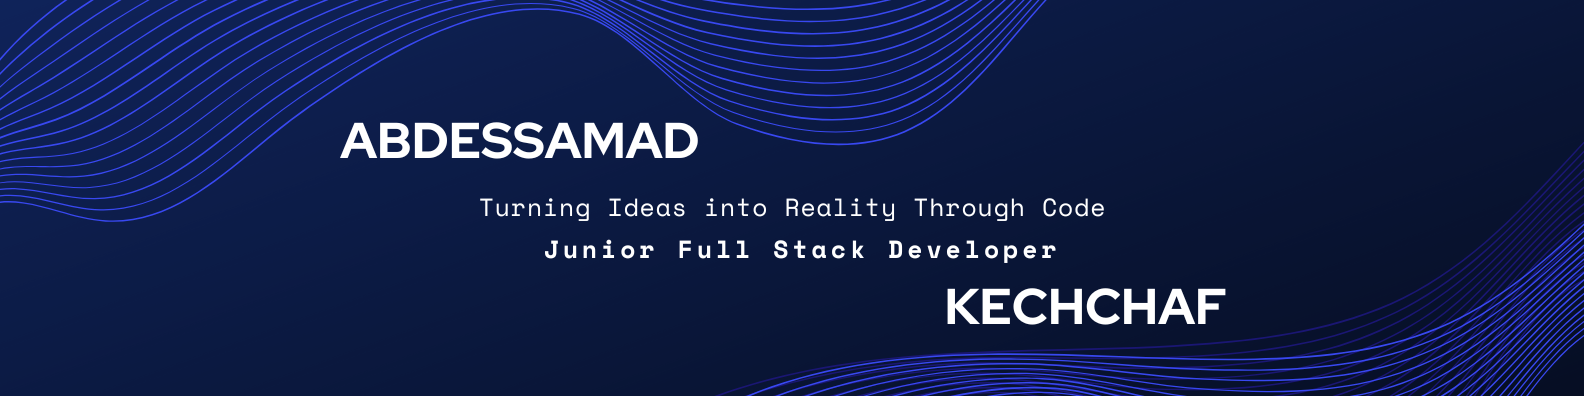 ABDESSAMAD
Turning Ideas into Reality Through Code
Junior Full Stack Developer
KECHCHAF